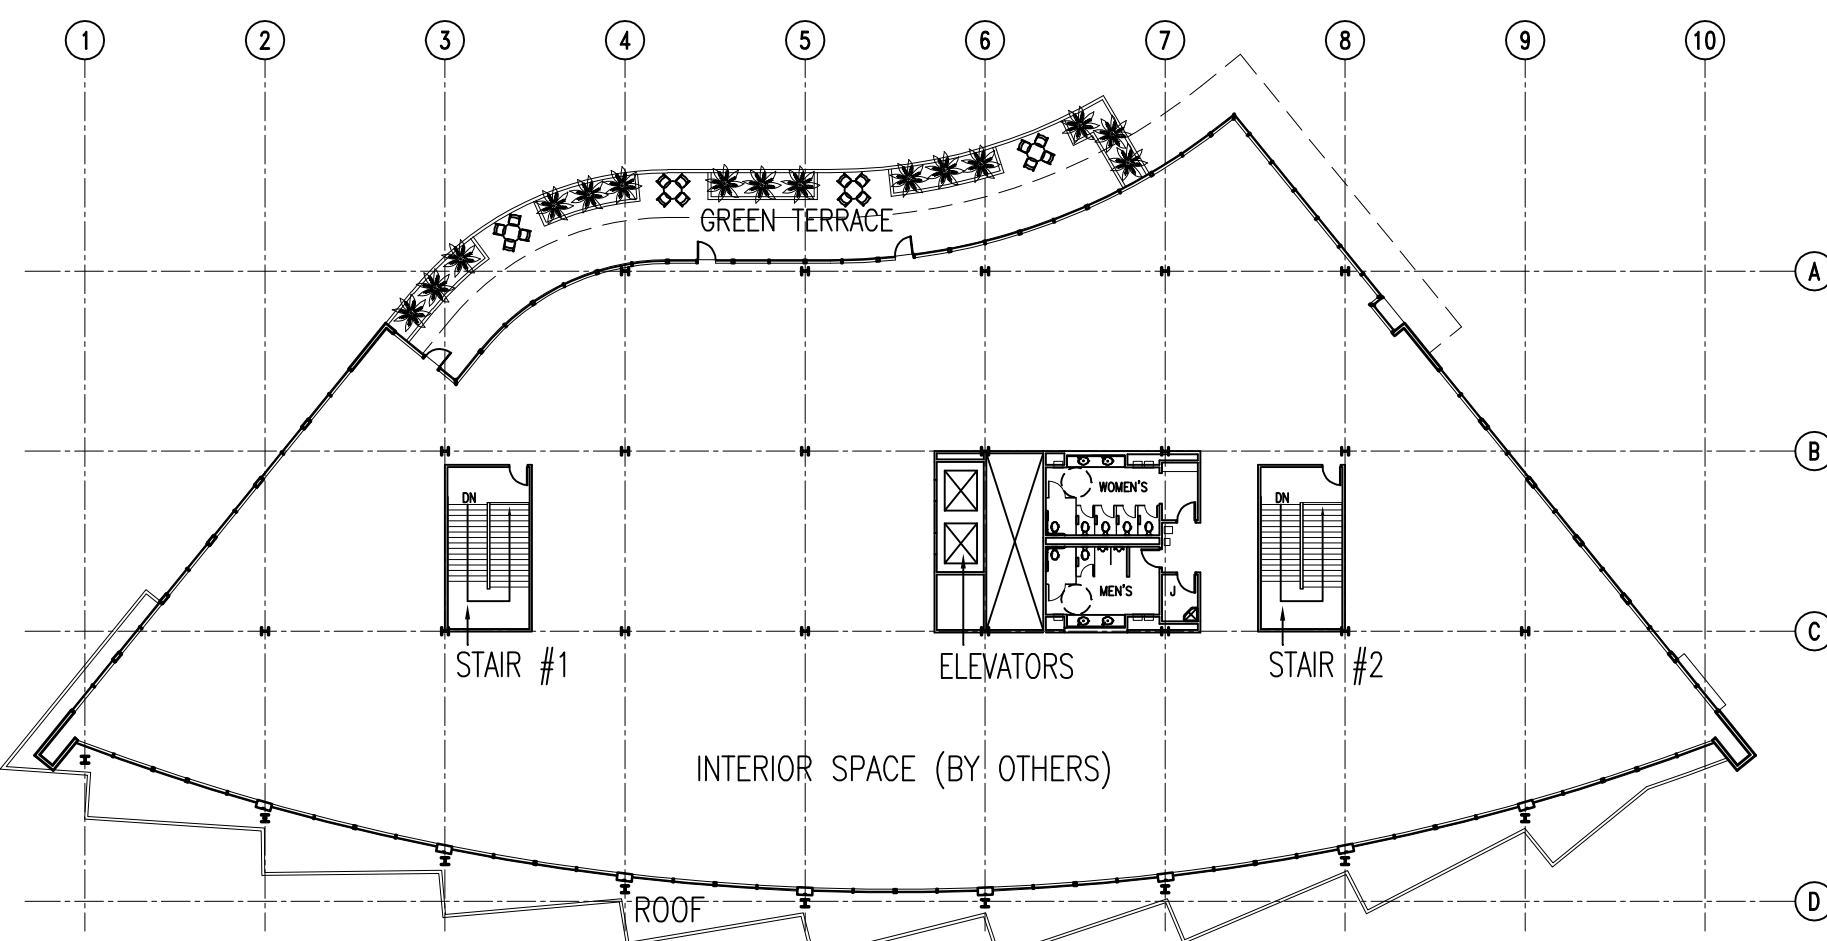 1 2 3 4 5 6 7 8 9 10
GREEN TERRACE
A
B
WOMEN'S
DN
DN
MEN'S
J
C
STAIR #1
ELEVATORS
STAIR #2
INTERIOR SPACE (BY OTHERS)
ROOF
D